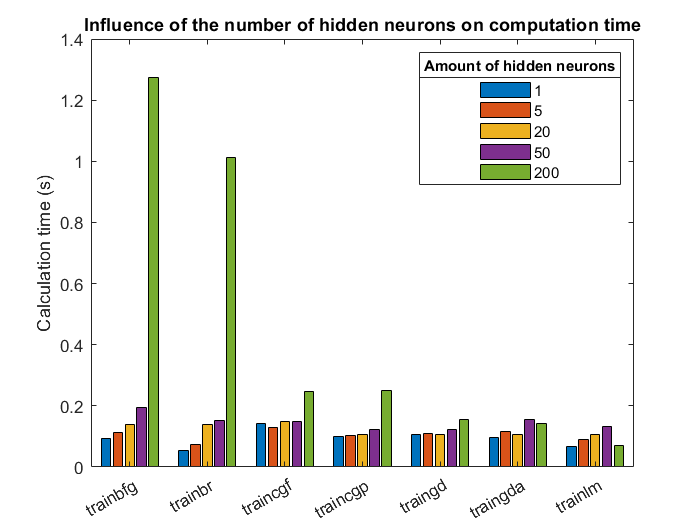 Influence of the number of hidden neurons on computation time
Calculation time (s)
1.4
1.2
1
0.8
0.6
0.4
0.2
0
Amount of hidden neurons
1
5
20
50
200
trainbfg
trainbr
traincgf
traincgp
traingd
traingda
trainlm